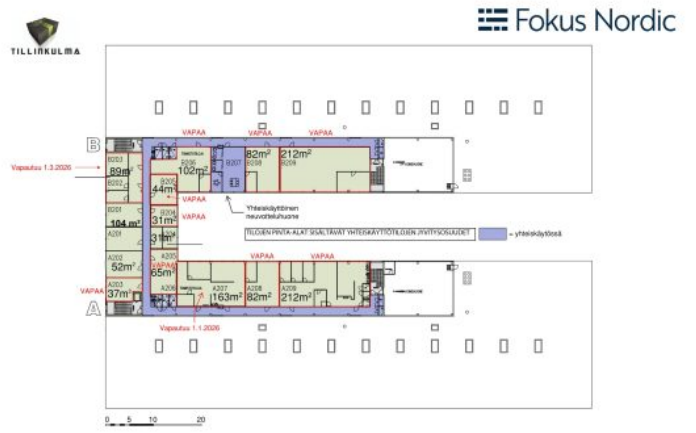 TILLINKULMA
Fokus Nordic
VAPAA VAPAA VAPAA
B
B203
89m²
B202
Vapautuu 1.3.2026
B206
102m²
B207
82m²
B208
212m²
B209
B205
44m²
VAPAA
Yhteiskäyttöinen
neuvotteluhuone
B201
104 m²
B204
31m²
VAPAA
A201
31m²
TILOJEN PINTA-ALAT SISÄLTÄVÄT YHTEISKÄYTTÖTILOJEN JYVITYSOSUUDET
= yhteiskäytössä
A202
52m²
A205
VAPAA
65m²
A206
VAPAA VAPAA
VAPAA
A203
37m²
A
A207
163m²
A208
82m²
A209
212m²
Vapautuu 1.1.2026
0 5 10 20